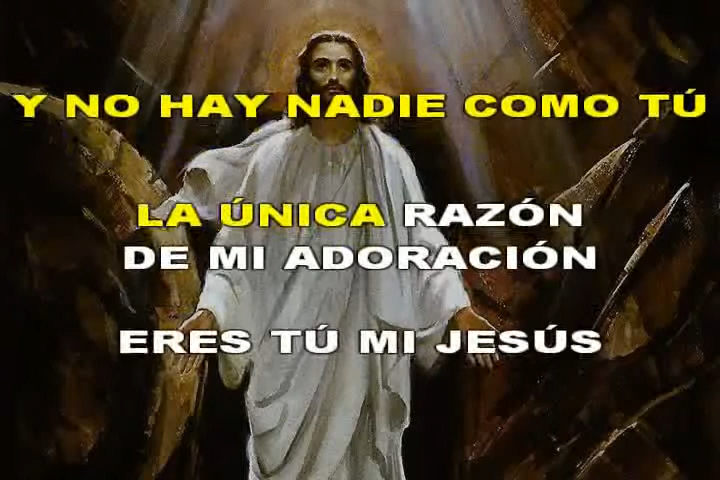 Y NO HAY NADIE COMO TÚ
LA ÚNICA RAZÓN
DE MI ADORACIÓN
ERES TÚ MI JESÚS